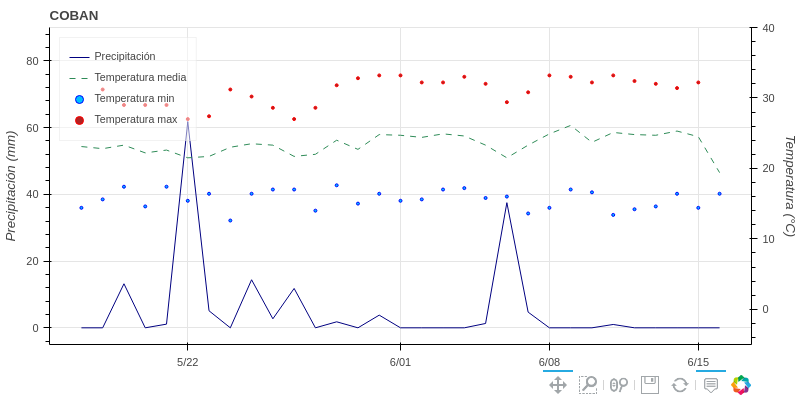 COBAN
Precipitación
Temperatura media
Temperatura min
Temperatura max
Precipitación (mm)
80
60
40
20
0
40
30
20
10
0
Temperatura (°C)
5/22
6/01
6/08
6/15